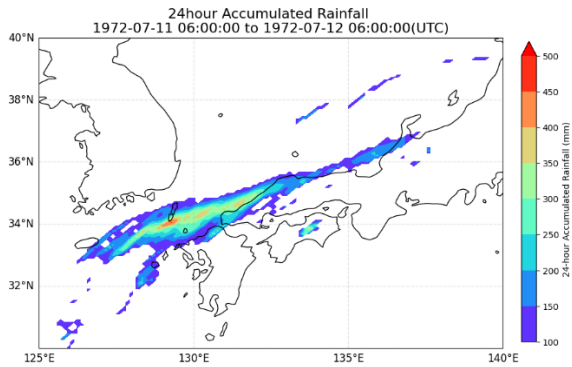 24hour Accumulated Rainfall
1972-07-11 06:00:00 to 1972-07-12 06:00:00(UTC)
40°N
38°N
36°N
34°N
32°N
125°E
130°E
135°E
140°E
500
450
400
350
300
250
200
150
100
24-hour Accumulated Rainfall (mm)